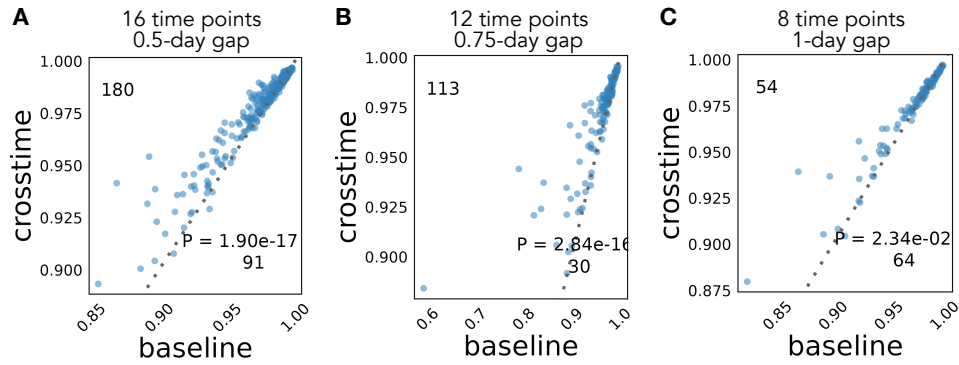 A
16 time points
0.5-day gap
1.000
0.975
0.950
0.925
0.900
crosstime
180
P = 1.90e-17
91
0.85
0.90
0.95
1.00
baseline
B
12 time points
0.75-day gap
1.000
0.975
0.950
0.925
0.900
crosstime
113
P = 2.84e-16
30
0.6
0.7
0.8
0.9
1.0
baseline
C
8 time points
1-day gap
1.000
0.975
0.950
0.925
0.900
0.875
crosstime
54
P = 2.34e-02
64
0.85
0.90
0.95
1.00
baseline